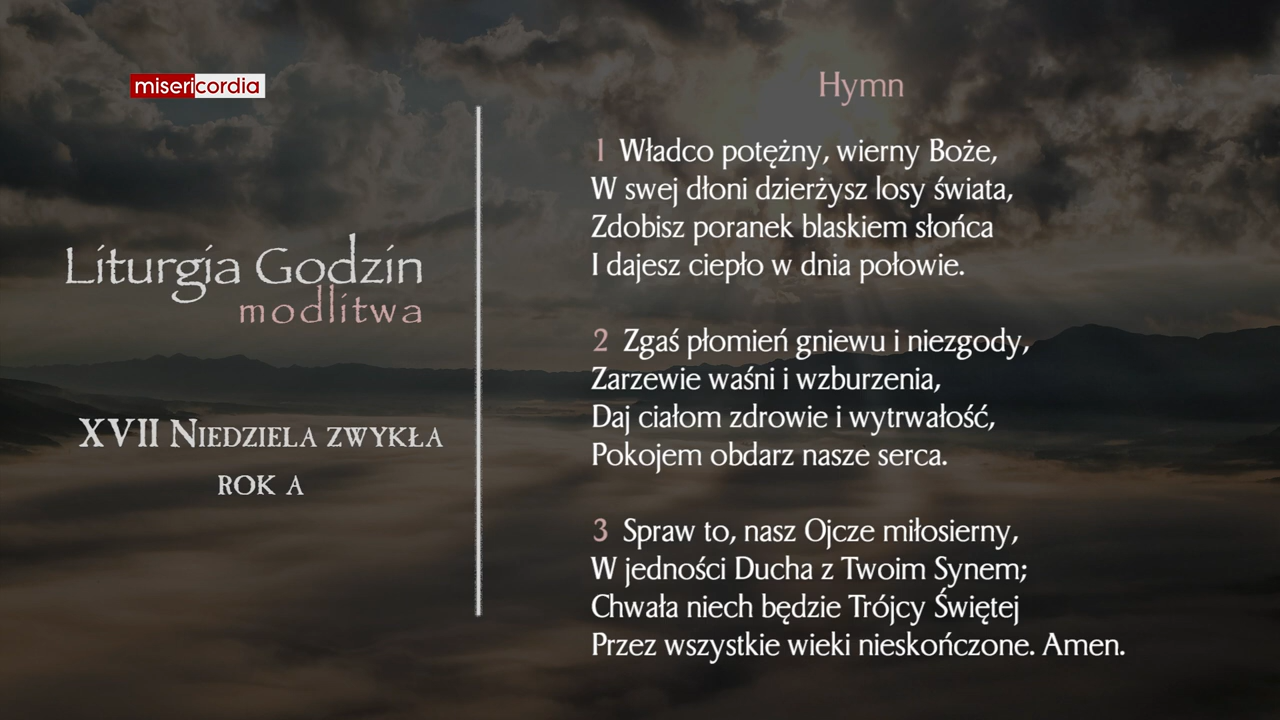 misericordia
Liturgia Godzin
modlitwa
XVII Niedziela zwykła
rok A
Hymn
1 Władco potężny, wierny Boże,
W swej dłoni dzierżysz losy świata,
Zdobisz poranek blaskiem słońca
I dajesz ciepło w dnia połowie.
2 Zgaś płomień gniewu i niezgody,
Zarzewie waśni i wzburzenia,
Daj ciałom zdrowie i wytrwałość,
Pokojem obdarz nasze serca.
3 Spraw to, nasz Ojcze miłosierny,
W jedności Ducha z Twoim Synem;
Chwała niech będzie Trójcy Świętej
Przez wszystkie wieki nieskończone. Amen.